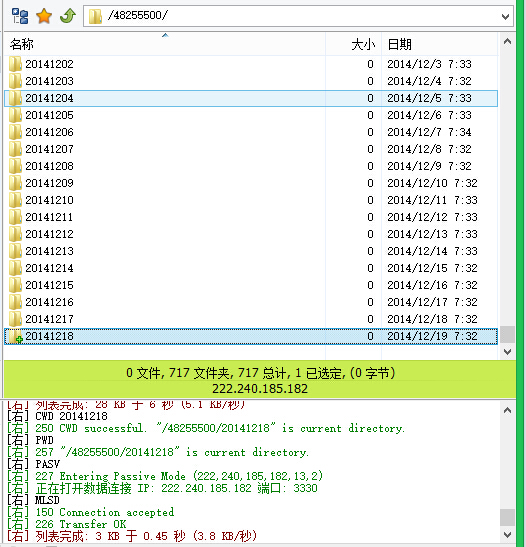 /48255500/
名称 大小 日期
20141202 0 2014/12/3 7:33
20141203 0 2014/12/4 7:32
20141204 0 2014/12/5 7:33
20141205 0 2014/12/6 7:33
20141206 0 2014/12/7 7:34
20141207 0 2014/12/8 7:32
20141208 0 2014/12/9 7:32
20141209 0 2014/12/10 7:32
20141210 0 2014/12/11 7:33
20141211 0 2014/12/12 7:33
20141212 0 2014/12/13 7:33
20141213 0 2014/12/14 7:33
20141214 0 2014/12/15 7:32
20141215 0 2014/12/16 7:32
20141216 0 2014/12/17 7:32
20141217 0 2014/12/18 7:32
20141218 0 2014/12/19 7:32
0 文件, 717 文件夹, 717 总计, 1 已选定, (0 字节)
222.240.185.182
[右] 列表完成: 28 KB 于 6 秒 (5.1 KB/秒)
[右] CWD 20141218
[右] 250 CWD successful. "/48255500/20141218" is current directory.
[右] PWD
[右] 257 "/48255500/20141218" is current directory.
[右] PASV
[右] 227 Entering Passive Mode (222,240,185,182,13,2)
[右] 正在打开数据连接 IP: 222.240.185.182 端口: 3330
[右] MLSD
[右] 150 Connection accepted
[右] 226 Transfer OK
[右] 列表完成: 3 KB 于 0.45 秒 (3.8 KB/秒)